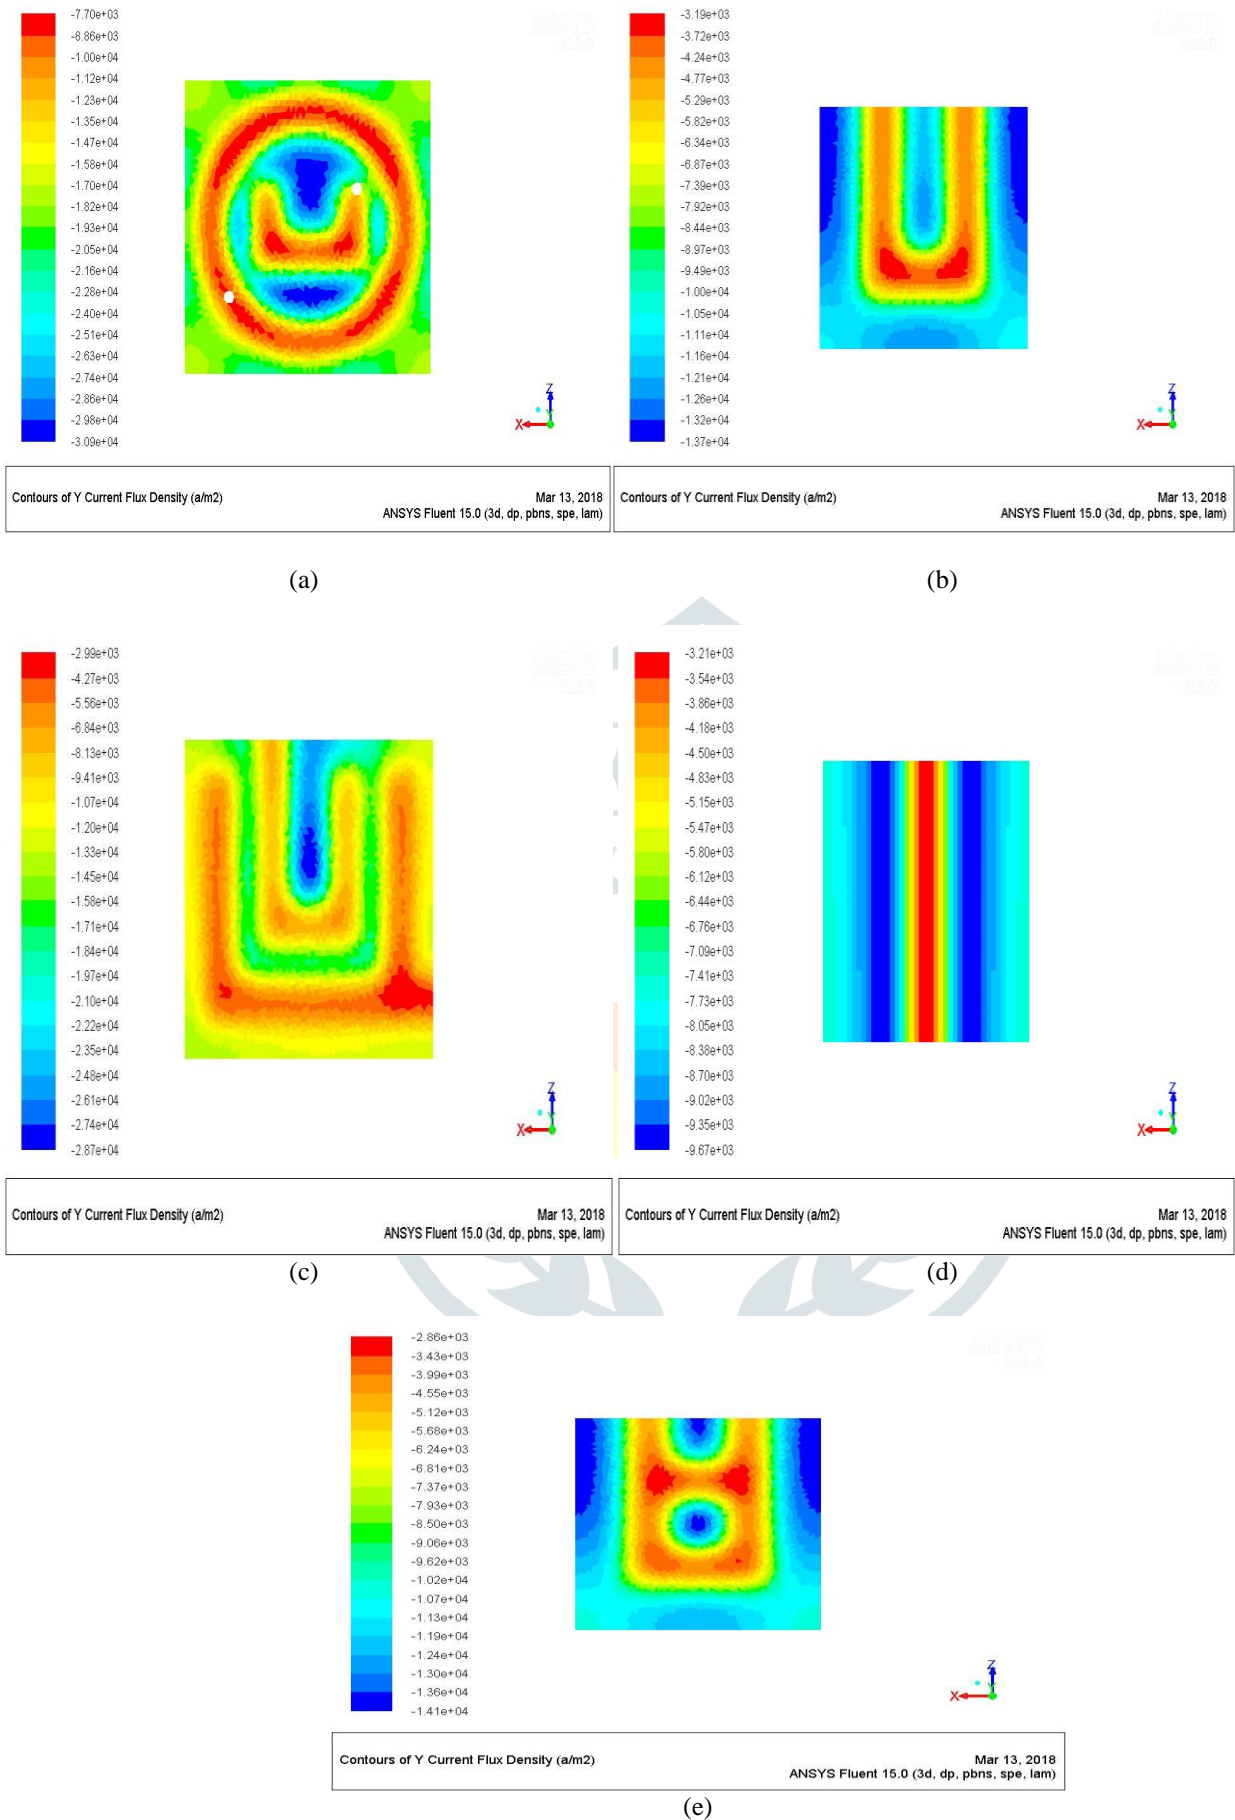 -7.70e+03
-8.86e+03
-1.00e+04
-1.12e+04
-1.23e+04
-1.35e+04
-1.47e+04
-1.58e+04
-1.70e+04
-1.82e+04
-1.93e+04
-2.05e+04
-2.16e+04
-2.28e+04
-2.40e+04
-2.51e+04
-2.63e+04
-2.74e+04
-2.86e+04
-2.98e+04
-3.09e+04
ANSYS
R15.0
Z
Y
X
Contours of Y Current Flux Density (a/m2)
Mar 13, 2018
ANSYS Fluent 15.0 (3d, dp, pbns, spe, lam)
(a)
-3.19e+03
-3.72e+03
-4.24e+03
-4.77e+03
-5.29e+03
-5.82e+03
-6.34e+03
-6.87e+03
-7.39e+03
-7.92e+03
-8.44e+03
-8.97e+03
-9.49e+03
-1.00e+04
-1.05e+04
-1.11e+04
-1.16e+04
-1.21e+04
-1.26e+04
-1.32e+04
-1.37e+04
ANSYS
R15.0
Z
Y
X
Contours of Y Current Flux Density (a/m2)
Mar 13, 2018
ANSYS Fluent 15.0 (3d, dp, pbns, spe, lam)
(b)
-2.99e+03
-4.27e+03
-5.56e+03
-6.84e+03
-8.13e+03
-9.41e+03
-1.07e+04
-1.20e+04
-1.33e+04
-1.45e+04
-1.58e+04
-1.71e+04
-1.84e+04
-1.97e+04
-2.10e+04
-2.22e+04
-2.35e+04
-2.48e+04
-2.61e+04
-2.74e+04
-2.87e+04
ANSYS
R15.0
Z
Y
X
Contours of Y Current Flux Density (a/m2)
Mar 13, 2018
ANSYS Fluent 15.0 (3d, dp, pbns, spe, lam)
(c)
-3.21e+03
-3.54e+03
-3.86e+03
-4.18e+03
-4.50e+03
-4.83e+03
-5.15e+03
-5.47e+03
-5.80e+03
-6.12e+03
-6.44e+03
-6.76e+03
-7.09e+03
-7.41e+03
-7.73e+03
-8.05e+03
-8.38e+03
-8.70e+03
-9.02e+03
-9.35e+03
-9.67e+03
ANSYS
R15.0
Z
Y
X
Contours of Y Current Flux Density (a/m2)
Mar 13, 2018
ANSYS Fluent 15.0 (3d, dp, pbns, spe, lam)
(d)
-2.86e+03
-3.43e+03
-3.99e+03
-4.55e+03
-5.12e+03
-5.68e+03
-6.24e+03
-6.81e+03
-7.37e+03
-7.93e+03
-8.50e+03
-9.06e+03
-9.62e+03
-1.02e+04
-1.07e+04
-1.13e+04
-1.19e+04
-1.24e+04
-1.30e+04
-1.36e+04
-1.41e+04
ANSYS
R15.0
Z
Y
X
Contours of Y Current Flux Density (a/m2)
Mar 13, 2018
ANSYS Fluent 15.0 (3d, dp, pbns, spe, lam)
(e)